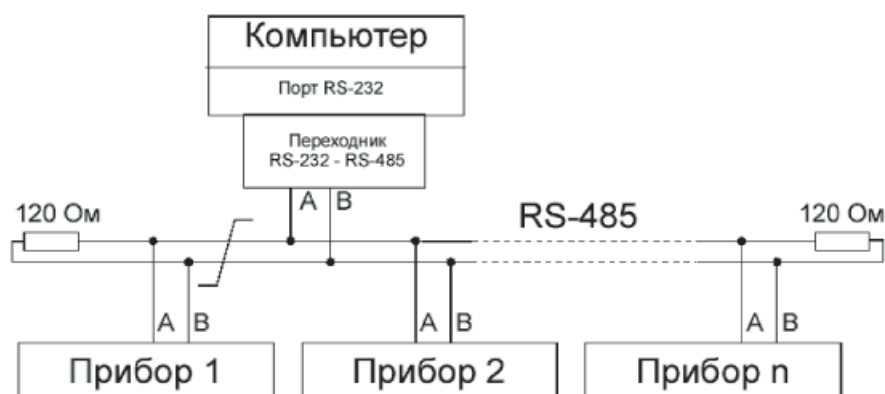 Компьютер
Порт RS-232
Переходник
RS-232 - RS-485
A B
120 Ом
RS-485
120 Ом
A B
A B
A B
Прибор 1
Прибор 2
Прибор n